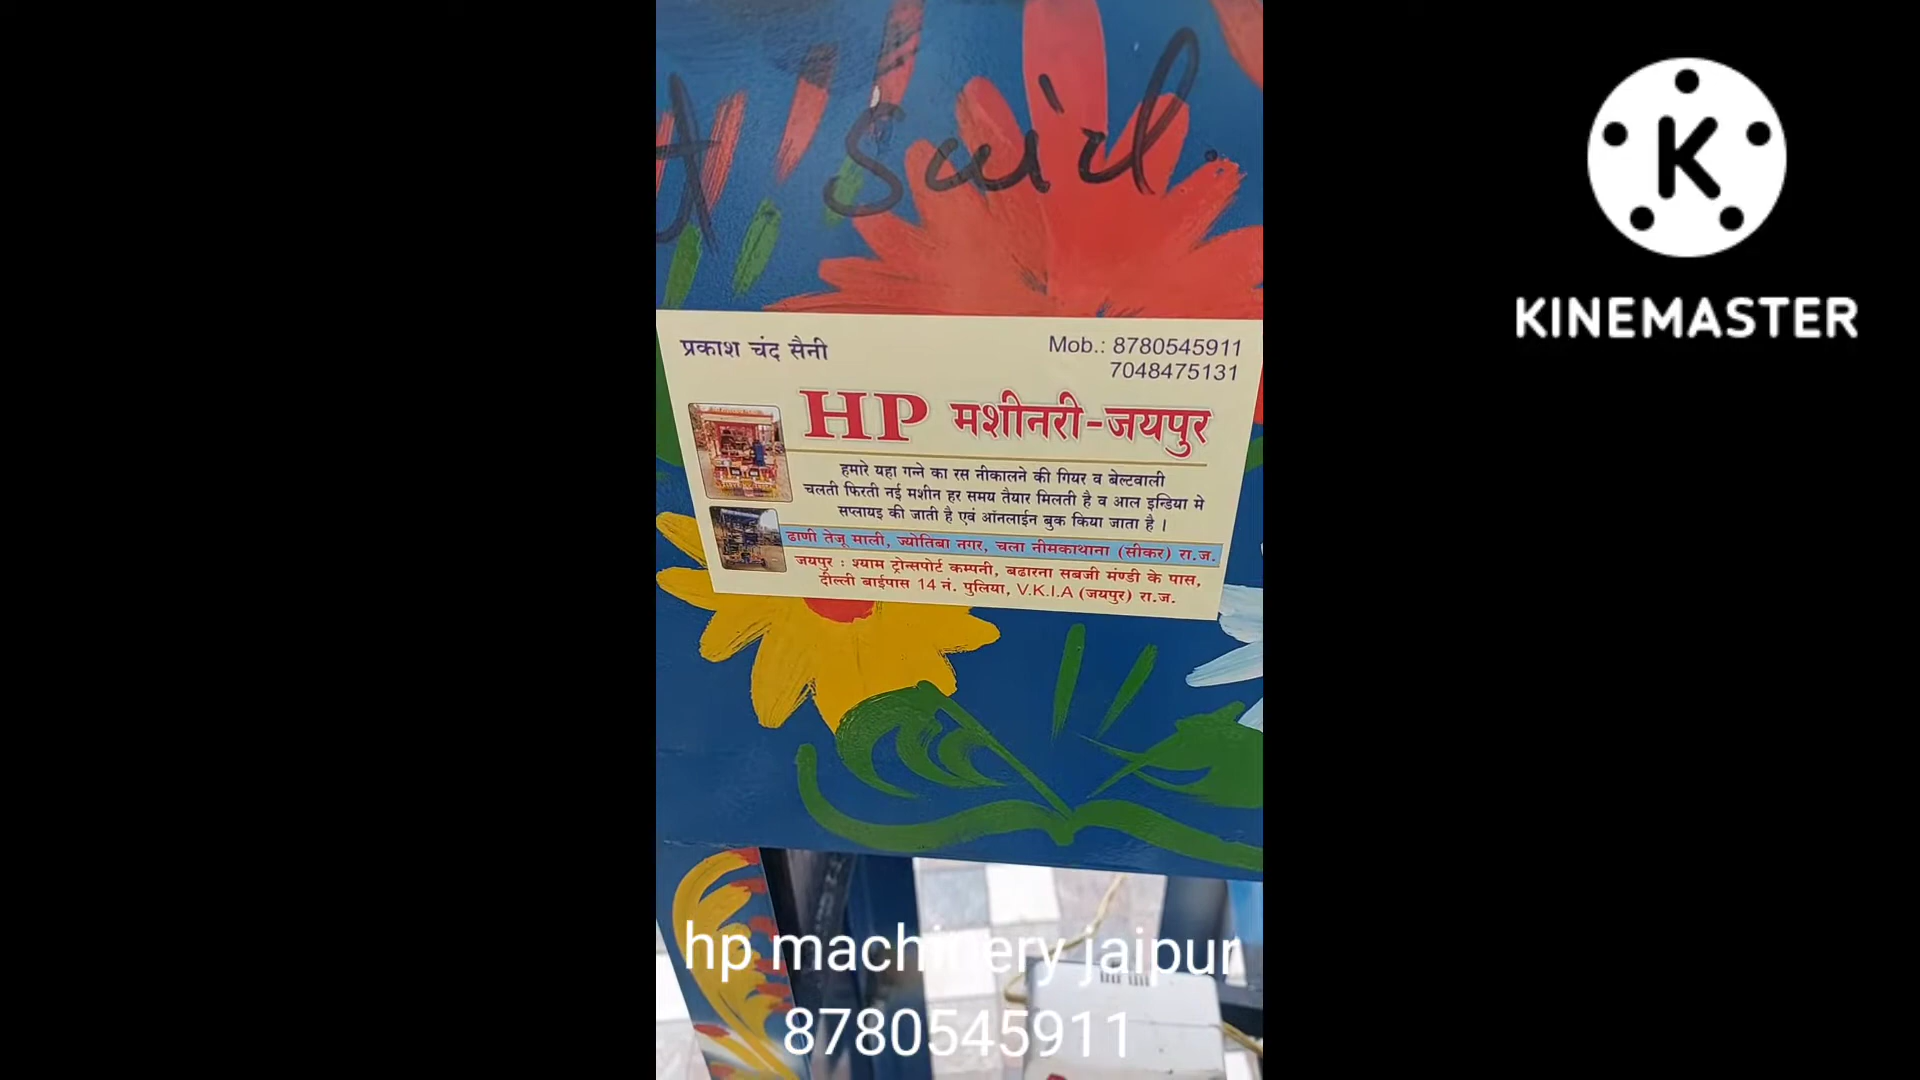 Said.
प्रकाश चंद सैनी
Mob.: 8780545911
7048475131
HP मशीनरी-जयपुर
हमारे यहा गन्ने का रस नीकालने की गियर व बेल्टवाली
चलती फिरती नई मशीन हर समय तैयार मिलती है व आल इन्डिया मे
सप्लायइ की जाती है एवं ऑनलाईन बुक किया जाता है ।
ढाणी तेजू माली, ज्योतिबा नगर, चला नीमकाथाना (सीकर) रा.ज.
जयपुर : श्याम ट्रोन्सपोर्ट कम्पनी, बढारना सबजी मंण्डी के पास,
दील्ली बाईपास 14 नं. पुलिया, V.K.I.A (जयपुर) रा.ज.
hp machinery jaipur
8780545911
K
KINEMASTER